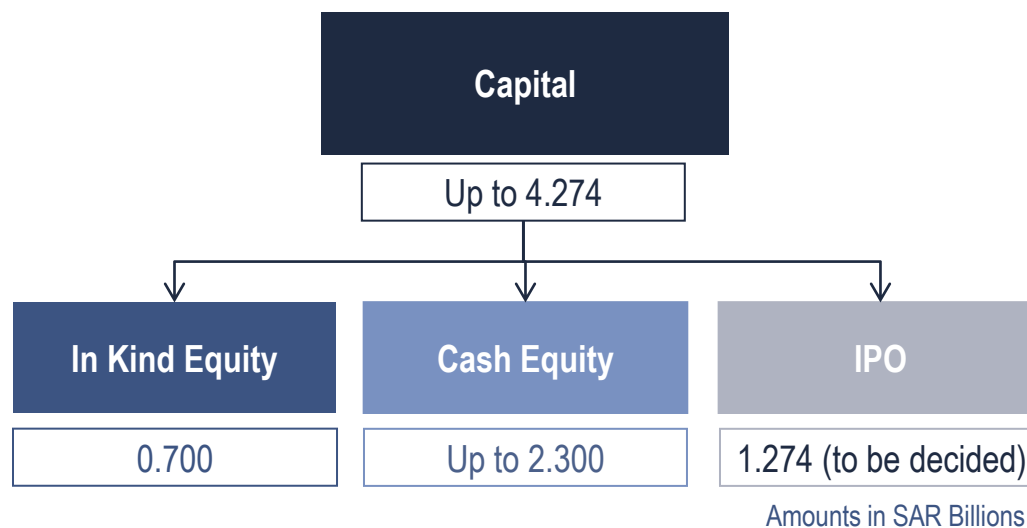 Capital
Up to 4.274
In Kind Equity
Cash Equity
IPO
0.700
Up to 2.300
1.274 (to be decided)
Amounts in SAR Billions